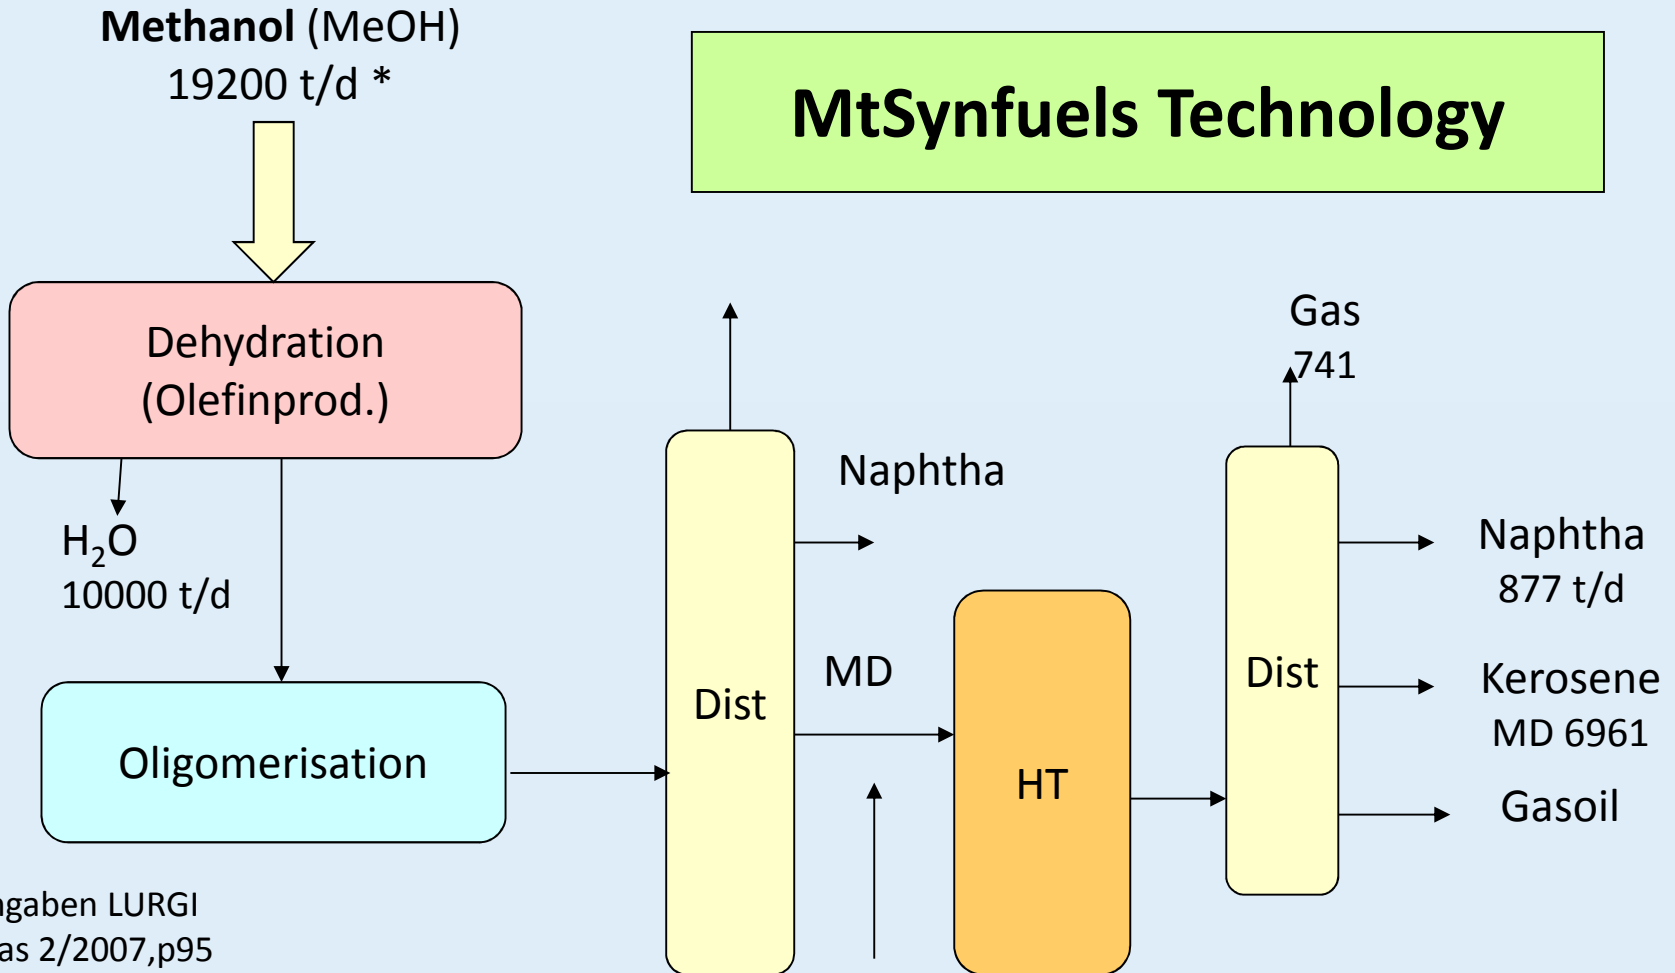 Methanol (MeOH)
19200 t/d *
MtSynfuels Technology
Dehydration
(Olefinprod.)
H₂O
10000 t/d
Oligomerisation
Dist
Naphtha
MD
HT
Gas
741
Dist
Naphtha
877 t/d
Kerosene
MD 6961
Gasoil
ngaben LURGI
as 2/2007,p95